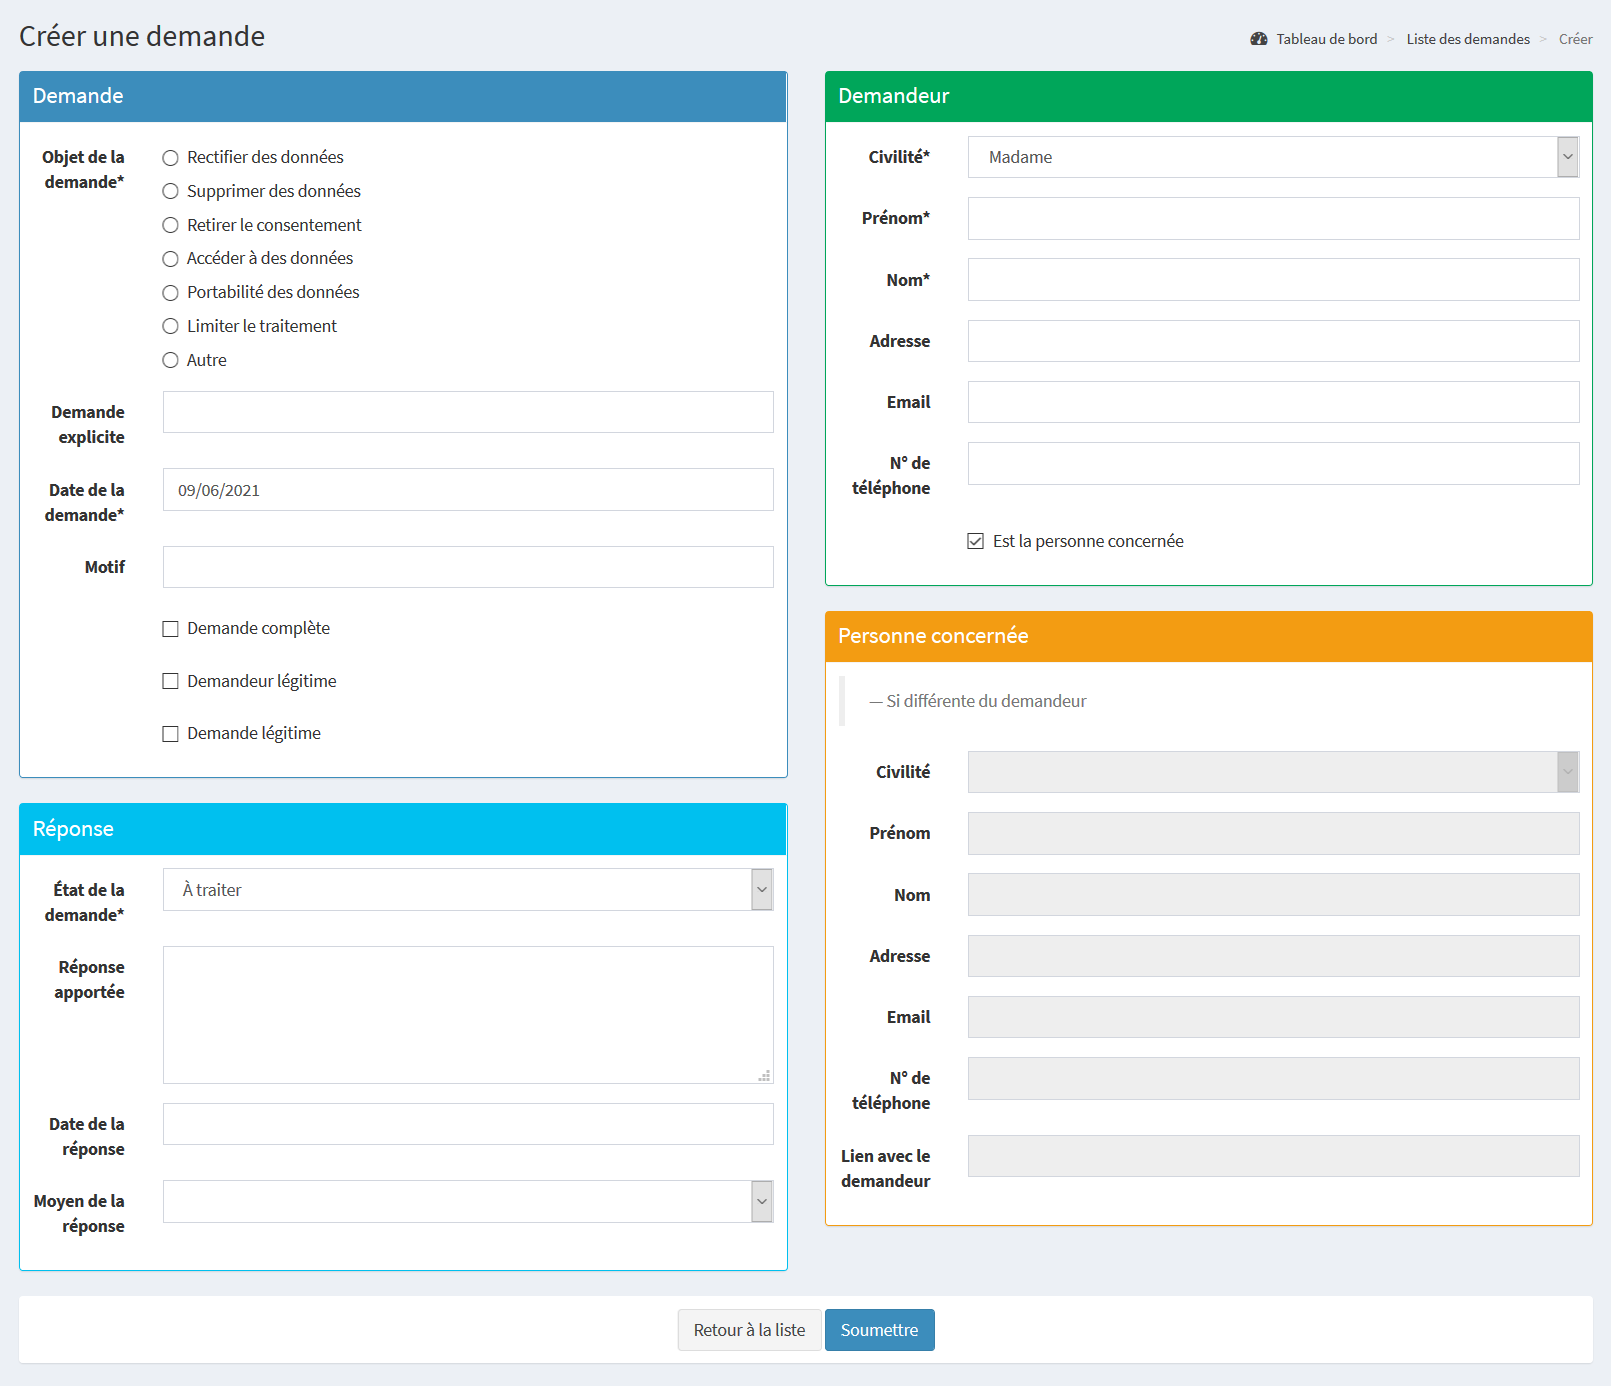 Créer une demande
Tableau de bord > Liste des demandes > Créer
Demande
Objet de la
demande*
Rectifier des données
Supprimer des données
Retirer le consentement
Accéder à des données
Portabilité des données
Limiter le traitement
Autre
Demande
explicite
Date de la
demande*
09/06/2021
Motif
Demande complète
Demandeur légitime
Demande légitime
Réponse
État de la
demande*
À traiter
Réponse
apportée
Date de la
réponse
Moyen de la
réponse
Demandeur
Civilité*
Madame
Prénom*
Nom*
Adresse
Email
N° de
téléphone
Est la personne concernée
Personne concernée
— Si différente du demandeur
Civilité
Prénom
Nom
Adresse
Email
N° de
téléphone
Lien avec le
demandeur
Retour à la liste
Soumettre